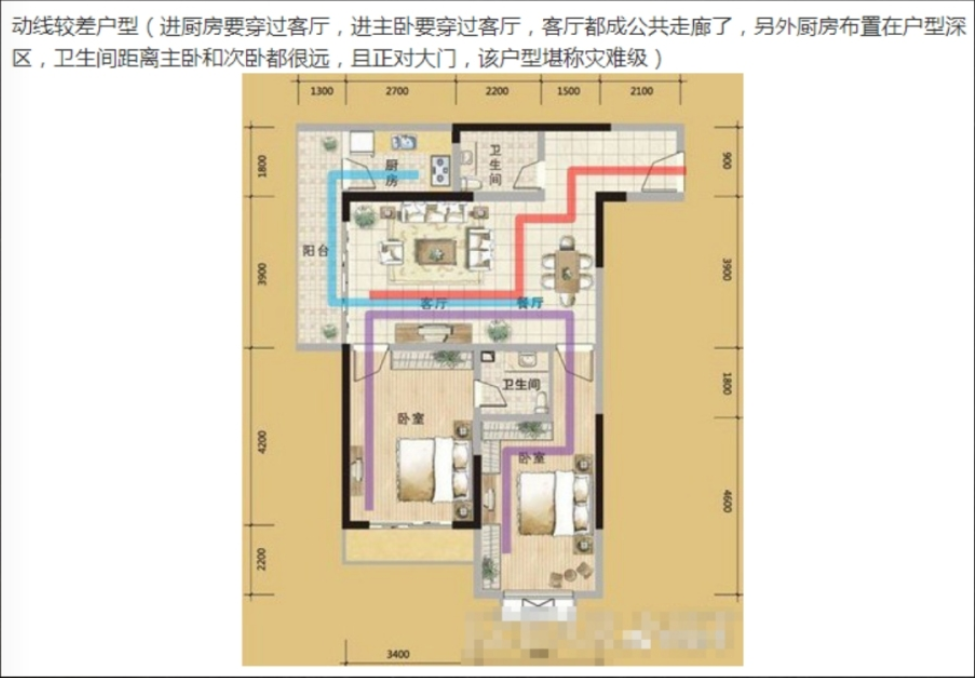 动线较差户型（进厨房要穿过客厅，进主卧要穿过客厅，客厅都成公共走廊了，另外厨房布置在户型深
区，卫生间距离主卧和次卧都很远，且正对大门，该户型堪称灾难级）
1300 2700 2200 1500 2100
1800
厨房
卫生间
900
阳台
3900
3900
客厅 餐厅
卫生间
1800
卧室
4200
卧室
4600
2200
3400